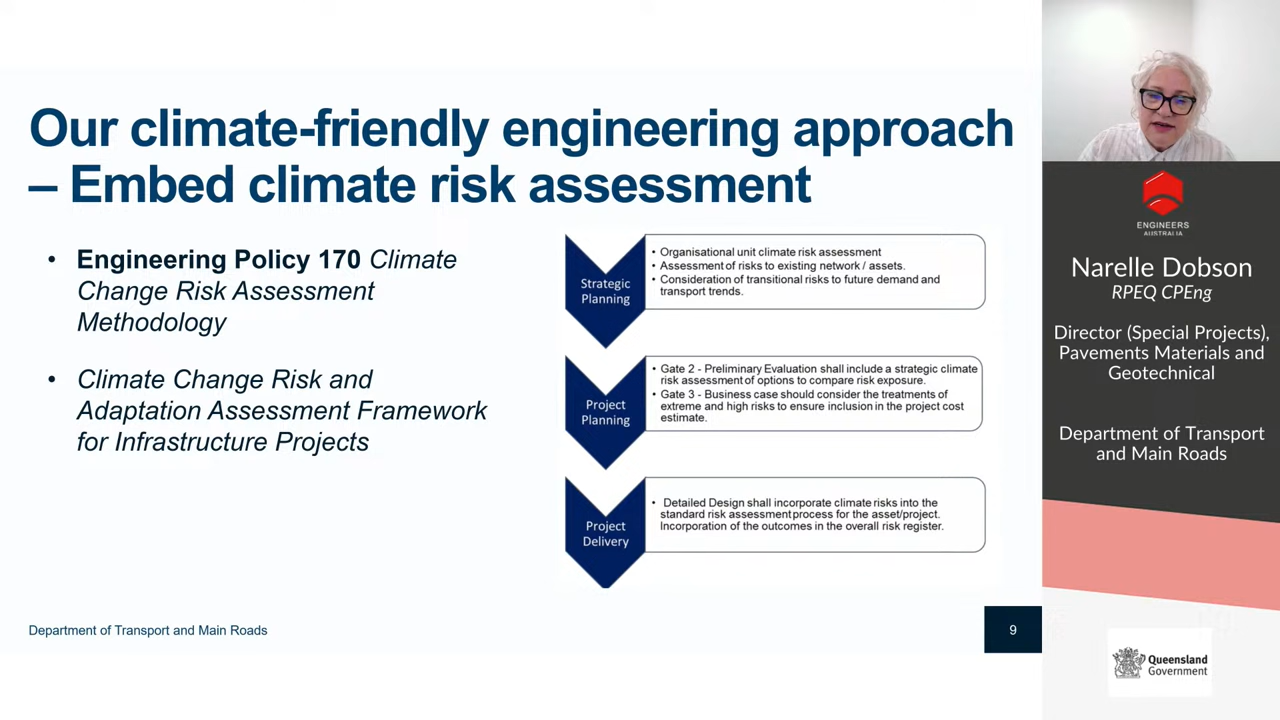 Our climate-friendly engineering approach
– Embed climate risk assessment
• Engineering Policy 170 Climate
Change Risk Assessment
Methodology
• Climate Change Risk and
Adaptation Assessment Framework
for Infrastructure Projects
Strategic
Planning
• Organisational unit climate risk assessment
• Assessment of risks to existing network / assets.
• Consideration of transitional risks to future demand and
transport trends.
Project
Planning
• Gate 2 - Preliminary Evaluation shall include a strategic climate
risk assessment of options to compare risk exposure.
• Gate 3 - Business case should consider the treatments of
extreme and high risks to ensure inclusion in the project cost
estimate.
Project
Delivery
• Detailed Design shall incorporate climate risks into the
standard risk assessment process for the asset/project.
Incorporation of the outcomes in the overall risk register.
Department of Transport and Main Roads
9
ENGINEERS
AUSTRALIA
Narelle Dobson
RPEQ CPEng
Director (Special Projects),
Pavements Materials and
Geotechnical
Department of Transport
and Main Roads
Queensland
Government